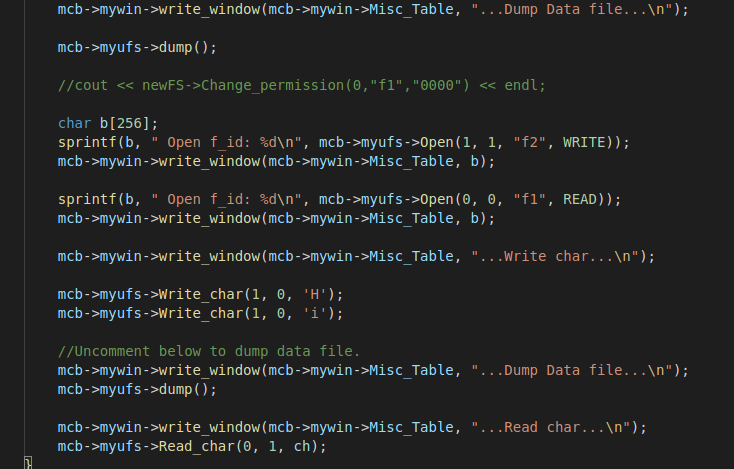 mcb->mywin->write_window(mcb->mywin->Misc_Table, "...Dump Data file...\n");
mcb->myufs->dump();
//cout << newFS->Change_permission(0,"f1","0000") << endl;
char b[256];
sprintf(b, " Open f_id: %d\n", mcb->myufs->Open(1, 1, "f2", WRITE));
mcb->mywin->write_window(mcb->mywin->Misc_Table, b);
sprintf(b, " Open f_id: %d\n", mcb->myufs->Open(0, 0, "f1", READ));
mcb->mywin->write_window(mcb->mywin->Misc_Table, b);
mcb->mywin->write_window(mcb->mywin->Misc_Table, "...Write char...\n");
mcb->myufs->Write_char(1, 0, 'H');
mcb->myufs->Write_char(1, 0, 'i');
//Uncomment below to dump data file.
mcb->mywin->write_window(mcb->mywin->Misc_Table, "...Dump Data file...\n");
mcb->myufs->dump();
mcb->mywin->write_window(mcb->mywin->Misc_Table, "...Read char...\n");
mcb->myufs->Read_char(0, 1, ch);
}